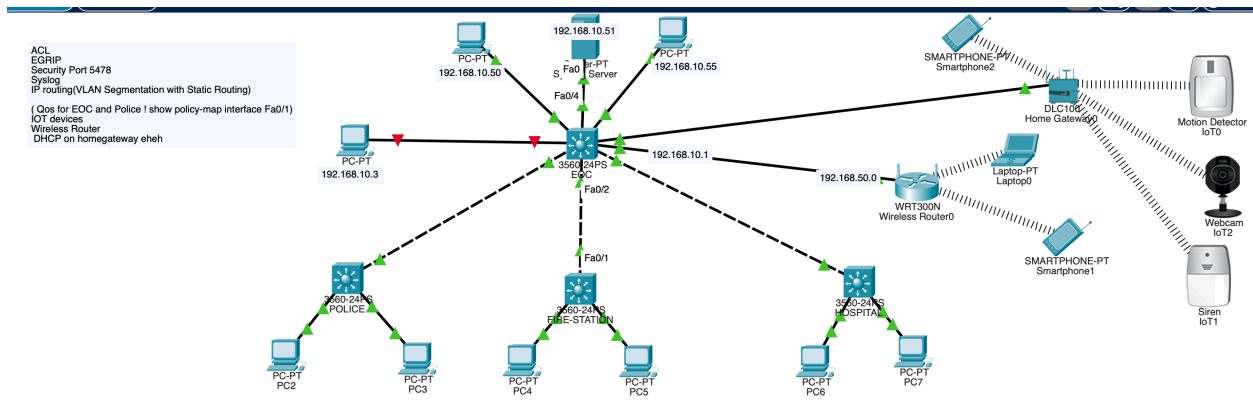 ACL
EGRIP
Security Port 5478
Syslog
IP routing(VLAN Segmentation with Static Routing)
( Qos for EOC and Police ! show policy-map interface Fa0/1)
IOT devices
Wireless Router
DHCP on homegateway eheh
192.168.10.51
PC-PT
192.168.10.50
Fa0
er-PT
Server
Fa0/4
PC-PT
192.168.10.55
SMARTPHONE-PT
Smartphone2
DLC100
Home Gateway0
Motion Detector
IoT0
PC-PT
192.168.10.3
3560-24PS
EOC
192.168.10.1
192.168.50.0
Laptop-PT
Laptop0
WRT300N
Wireless Router0
Webcam
IoT2
Fa0/2
SMARTPHONE-PT
Smartphone1
Fa0/1
Siren
IoT1
3560-24PS
POLICE
3560-24PS
FIRE-STATION
3560-24PS
HOSPITAL
PC-PT
PC2
PC-PT
PC3
PC-PT
PC4
PC-PT
PC5
PC-PT
PC6
PC-PT
PC7